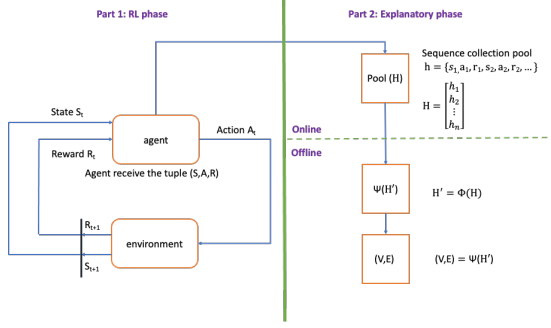 Part 1: RL phase
Part 2: Explanatory phase
Sequence collection pool
h = {s₁,a₁,r₁,s₂,a₂,r₂,…}
Pool (H)
H = [h₁
h₂
⋮
hₙ]
State Sₜ
agent
Action Aₜ
Online
Reward Rₜ
Offline
Agent receive the tuple (S,A,R)
Ψ(H′)
H′ = Φ(H)
Rₜ₊₁
environment
Sₜ₊₁
(V,E)
(V,E) = Ψ(H′)